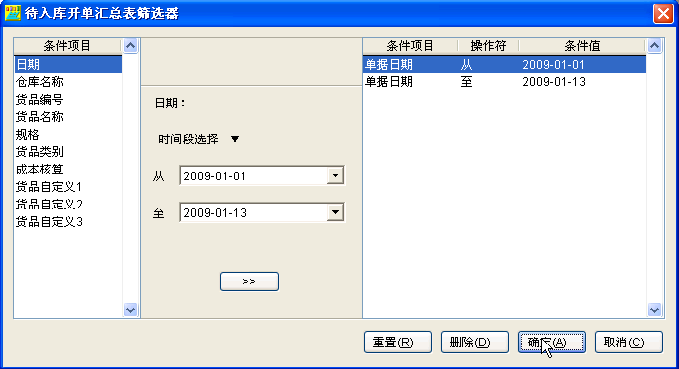 待入库开单汇总表筛选器
条件项目
日期
仓库名称
货品编号
货品名称
规格
货品类别
成本核算
货品自定义1
货品自定义2
货品自定义3
日期：
时间段选择 ▼
从 2009-01-01
至 2009-01-13
>>
条件项目 操作符 条件值
单据日期 从 2009-01-01
单据日期 至 2009-01-13
重置(R) 删除(D) 确定(A) 取消(C)